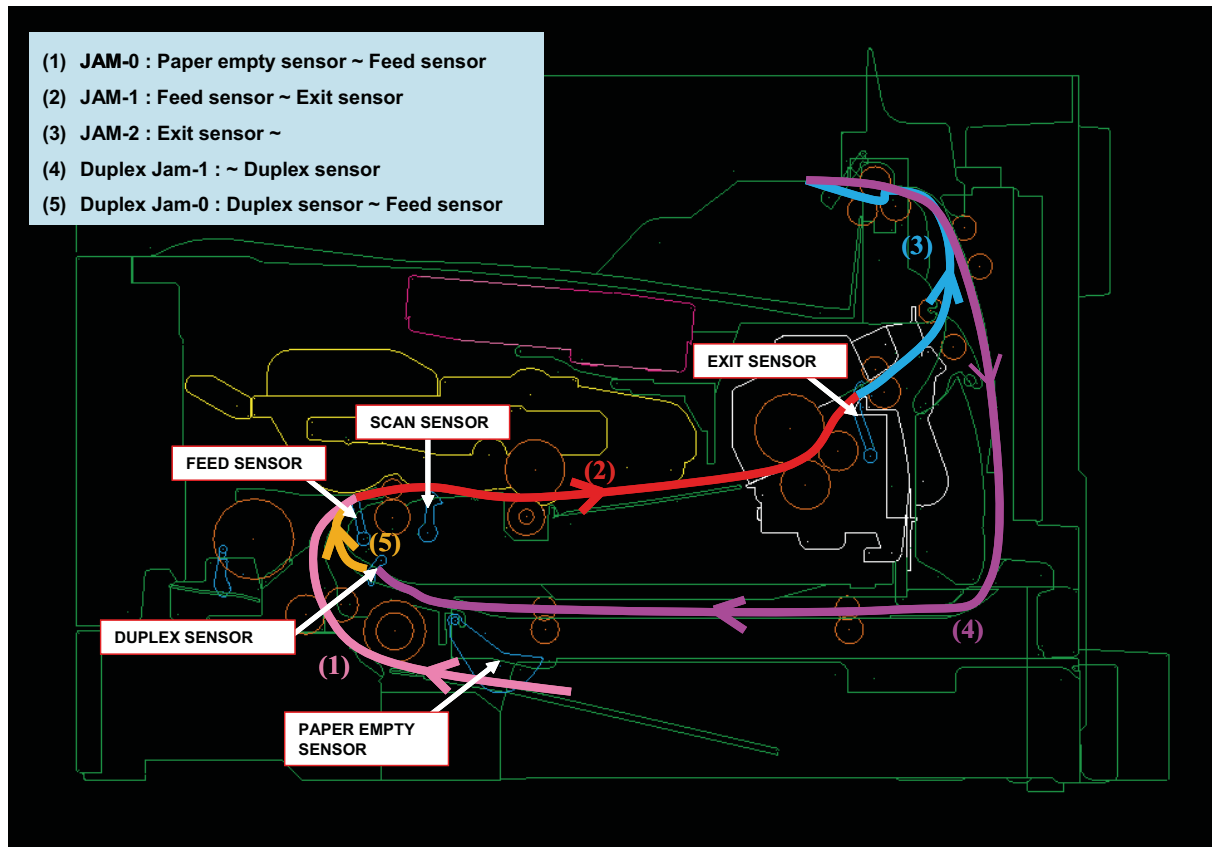 (1) JAM-0 : Paper empty sensor ~ Feed sensor
(2) JAM-1 : Feed sensor ~ Exit sensor
(3) JAM-2 : Exit sensor ~
(4) Duplex Jam-1 : ~ Duplex sensor
(5) Duplex Jam-0 : Duplex sensor ~ Feed sensor
(3)
EXIT SENSOR
SCAN SENSOR
FEED SENSOR
(2)
(5)
DUPLEX SENSOR
(4)
(1)
PAPER EMPTY
SENSOR